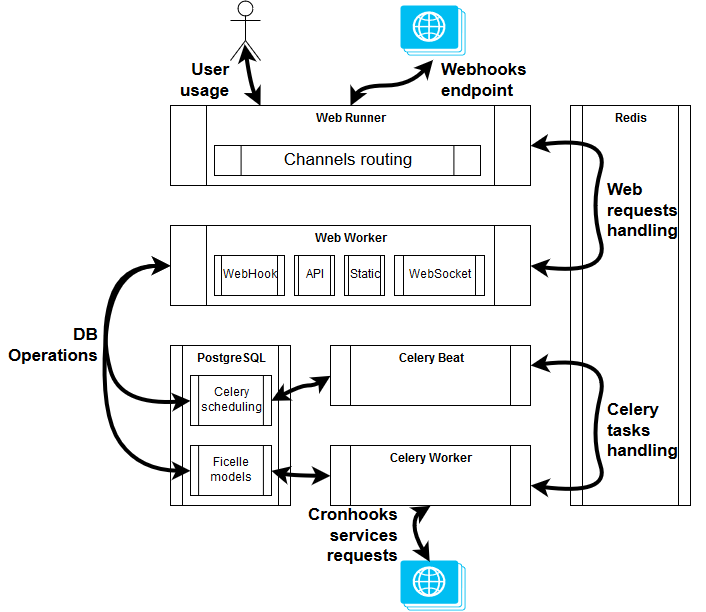 User
usage
Webhooks
endpoint
Web Runner
Redis
Channels routing
Web
requests
handling
Web Worker
WebHook
API
Static
WebSocket
DB
Operations
PostgreSQL
Celery Beat
Celery
scheduling
Celery
tasks
handling
Ficelle
models
Celery Worker
Cronhooks
services
requests